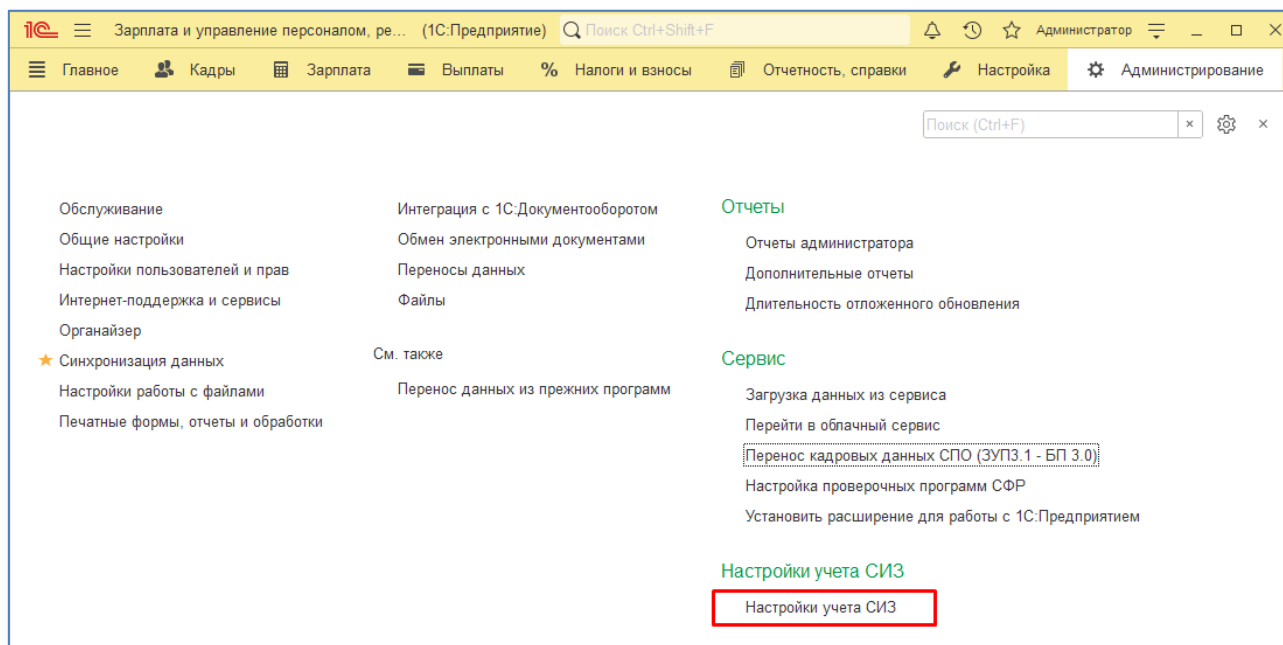 1С Зарплата и управление персоналом, ре... (1С:Предприятие) Поиск Ctrl+Shift+F Администратор
Главное Кадры Зарплата Выплаты % Налоги и взносы Отчетность, справки Настройка Администрирование
Поиск (Ctrl+F)
Обслуживание
Общие настройки
Настройки пользователей и прав
Интернет-поддержка и сервисы
Органайзер
Синхронизация данных
Настройки работы с файлами
Печатные формы, отчеты и обработки
Интеграция с 1С:Документооборотом
Обмен электронными документами
Переносы данных
Файлы
См. также
Перенос данных из прежних программ
Отчеты
Отчеты администратора
Дополнительные отчеты
Длительность отложенного обновления
Сервис
Загрузка данных из сервиса
Перейти в облачный сервис
Перенос кадровых данных СПО (ЗУП3.1 - БП 3.0)
Настройка проверочных программ СФР
Установить расширение для работы с 1С:Предприятием
Настройки учета СИЗ
Настройки учета СИЗ